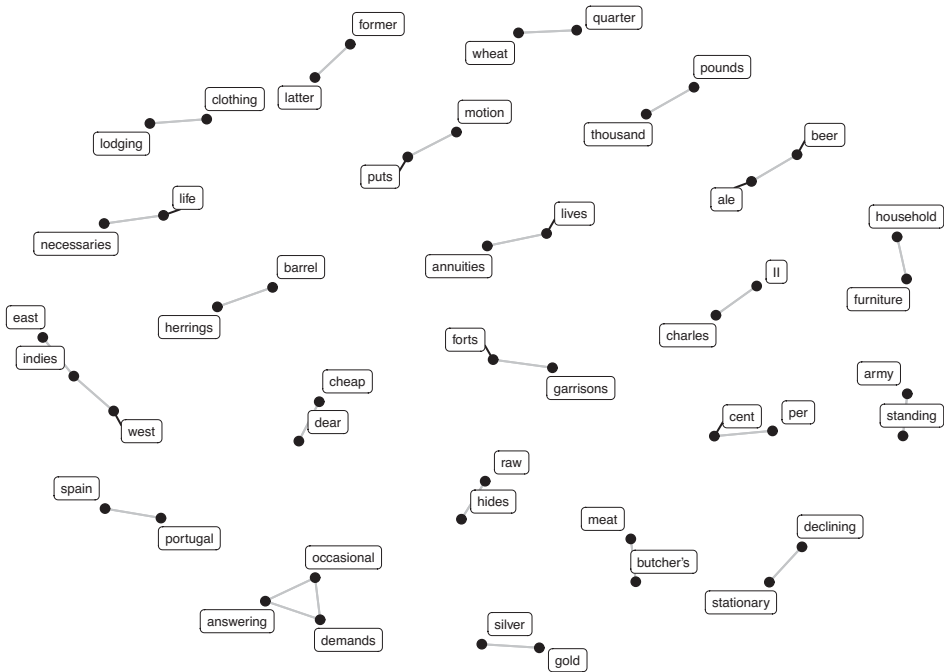 former
quarter
wheat
latter
pounds
clothing
motion
thousand
beer
lodging
puts
life
ale
lives
household
necessaries
annuities
barrel
II
furniture
east
herrings
charles
indies
forts
cheap
garrisons
army
dear
cent
per
standing
west
raw
spain
hides
meat
declining
portugal
occasional
butcher's
stationary
answering
silver
demands
gold